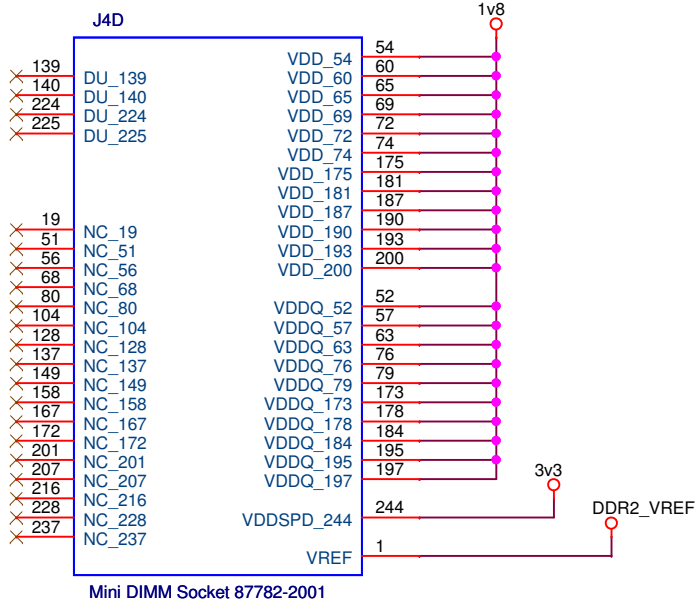 1v8
J4D
139 DU_139
140 DU_140
224 DU_224
225 DU_225
19 NC_19
51 NC_51
56 NC_56
68 NC_68
80 NC_80
104 NC_104
128 NC_128
137 NC_137
149 NC_149
158 NC_158
167 NC_167
172 NC_172
201 NC_201
207 NC_207
216 NC_216
228 NC_228
237 NC_237
VDD_54 54
VDD_60 60
VDD_65 65
VDD_69 69
VDD_72 72
VDD_74 74
VDD_175 175
VDD_181 181
VDD_187 187
VDD_190 190
VDD_193 193
VDD_200 200
VDDQ_52 52
VDDQ_57 57
VDDQ_63 63
VDDQ_76 76
VDDQ_79 79
VDDQ_173 173
VDDQ_178 178
VDDQ_184 184
VDDQ_195 195
VDDQ_197 197
3v3
VDDSPD_244 244
DDR2_VREF
VREF 1
Mini DIMM Socket 87782-2001